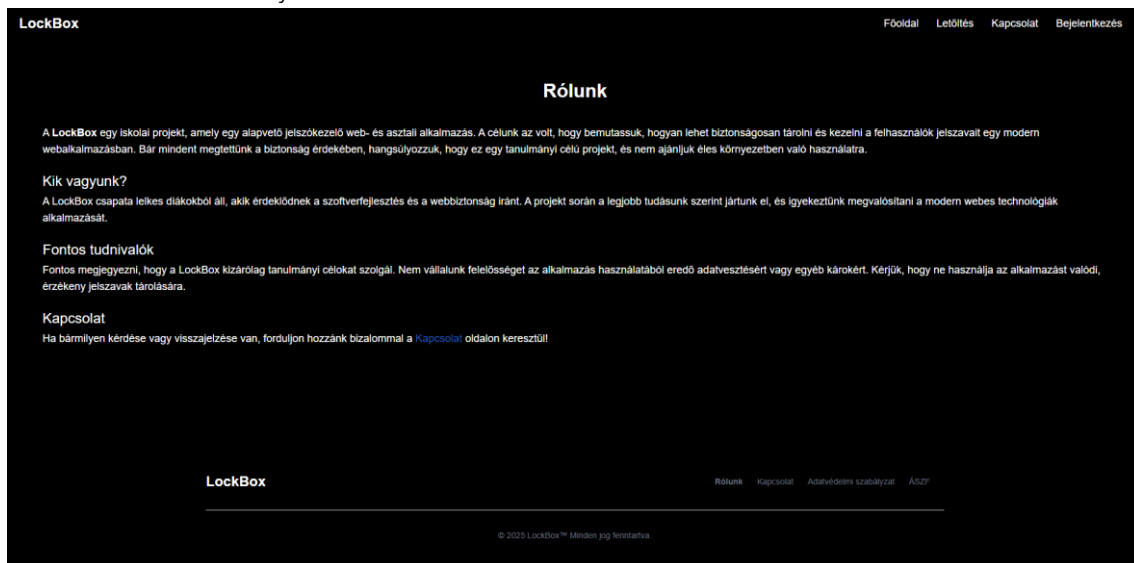 LockBox
Főoldal Letöltés Kapcsolat Bejelentkezés
Rólunk
A LockBox egy iskolai projekt, amely egy alapvető jelszókezelő web- és asztali alkalmazás. A célunk az volt, hogy bemutassuk, hogyan lehet biztonságosan tárolni és kezelni a felhasználók jelszavait egy modern
webalkalmazásban. Bár mindent megtettünk a biztonság érdekében, hangsúlyozzuk, hogy ez egy tanulmányi célú projekt, és nem ajánljuk éles környezetben való használatra.
Kik vagyunk?
A LockBox csapata lelkes diákokból áll, akik érdeklődnek a szoftverfejlesztés és a webbiztonság iránt. A projekt során a legjobb tudásunk szerint jártunk el, és igyekeztünk megvalósítani a modern webes technológiák
alkalmazását.
Fontos tudnivalók
Fontos megjegyezni, hogy a LockBox kizárólag tanulmányi célokat szolgál. Nem vállalunk felelősséget az alkalmazás használatából eredő adatvesztésért vagy egyéb károkért. Kérjük, hogy ne használja az alkalmazást valódi,
érzékeny jelszavak tárolására.
Kapcsolat
Ha bármilyen kérdése vagy visszajelzése van, forduljon hozzánk bizalommal a Kapcsolat oldalon keresztül!
LockBox
Rólunk Kapcsolat Adatvédelmi szabályzat ÁSZF
© 2025 LockBox™ Minden jog fenntartva.